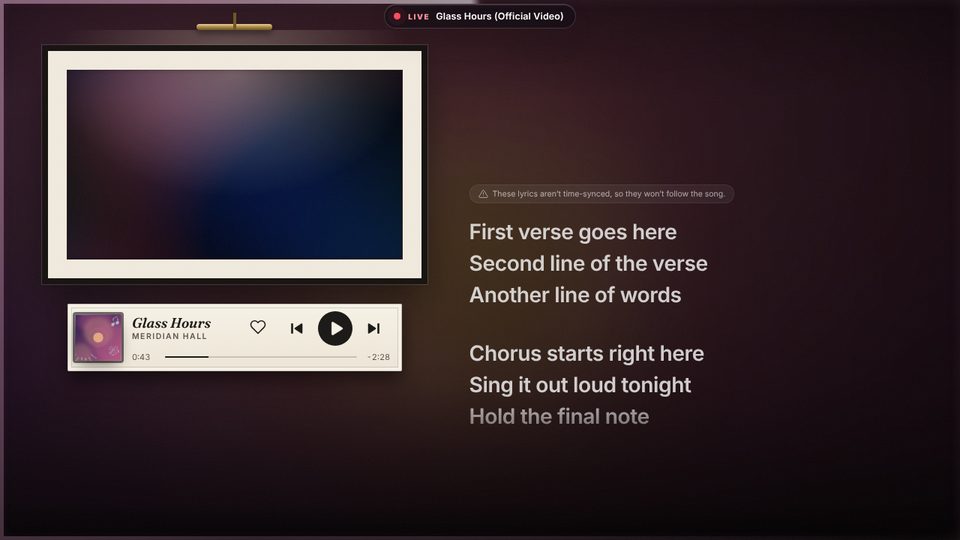 LIVE Glass Hours (Official Video)
These lyrics aren't time-synced, so they won't follow the song.
First verse goes here
Second line of the verse
Another line of words
Chorus starts right here
Sing it out loud tonight
Hold the final note
Glass Hours
MERIDIAN HALL
0:43 -2:28